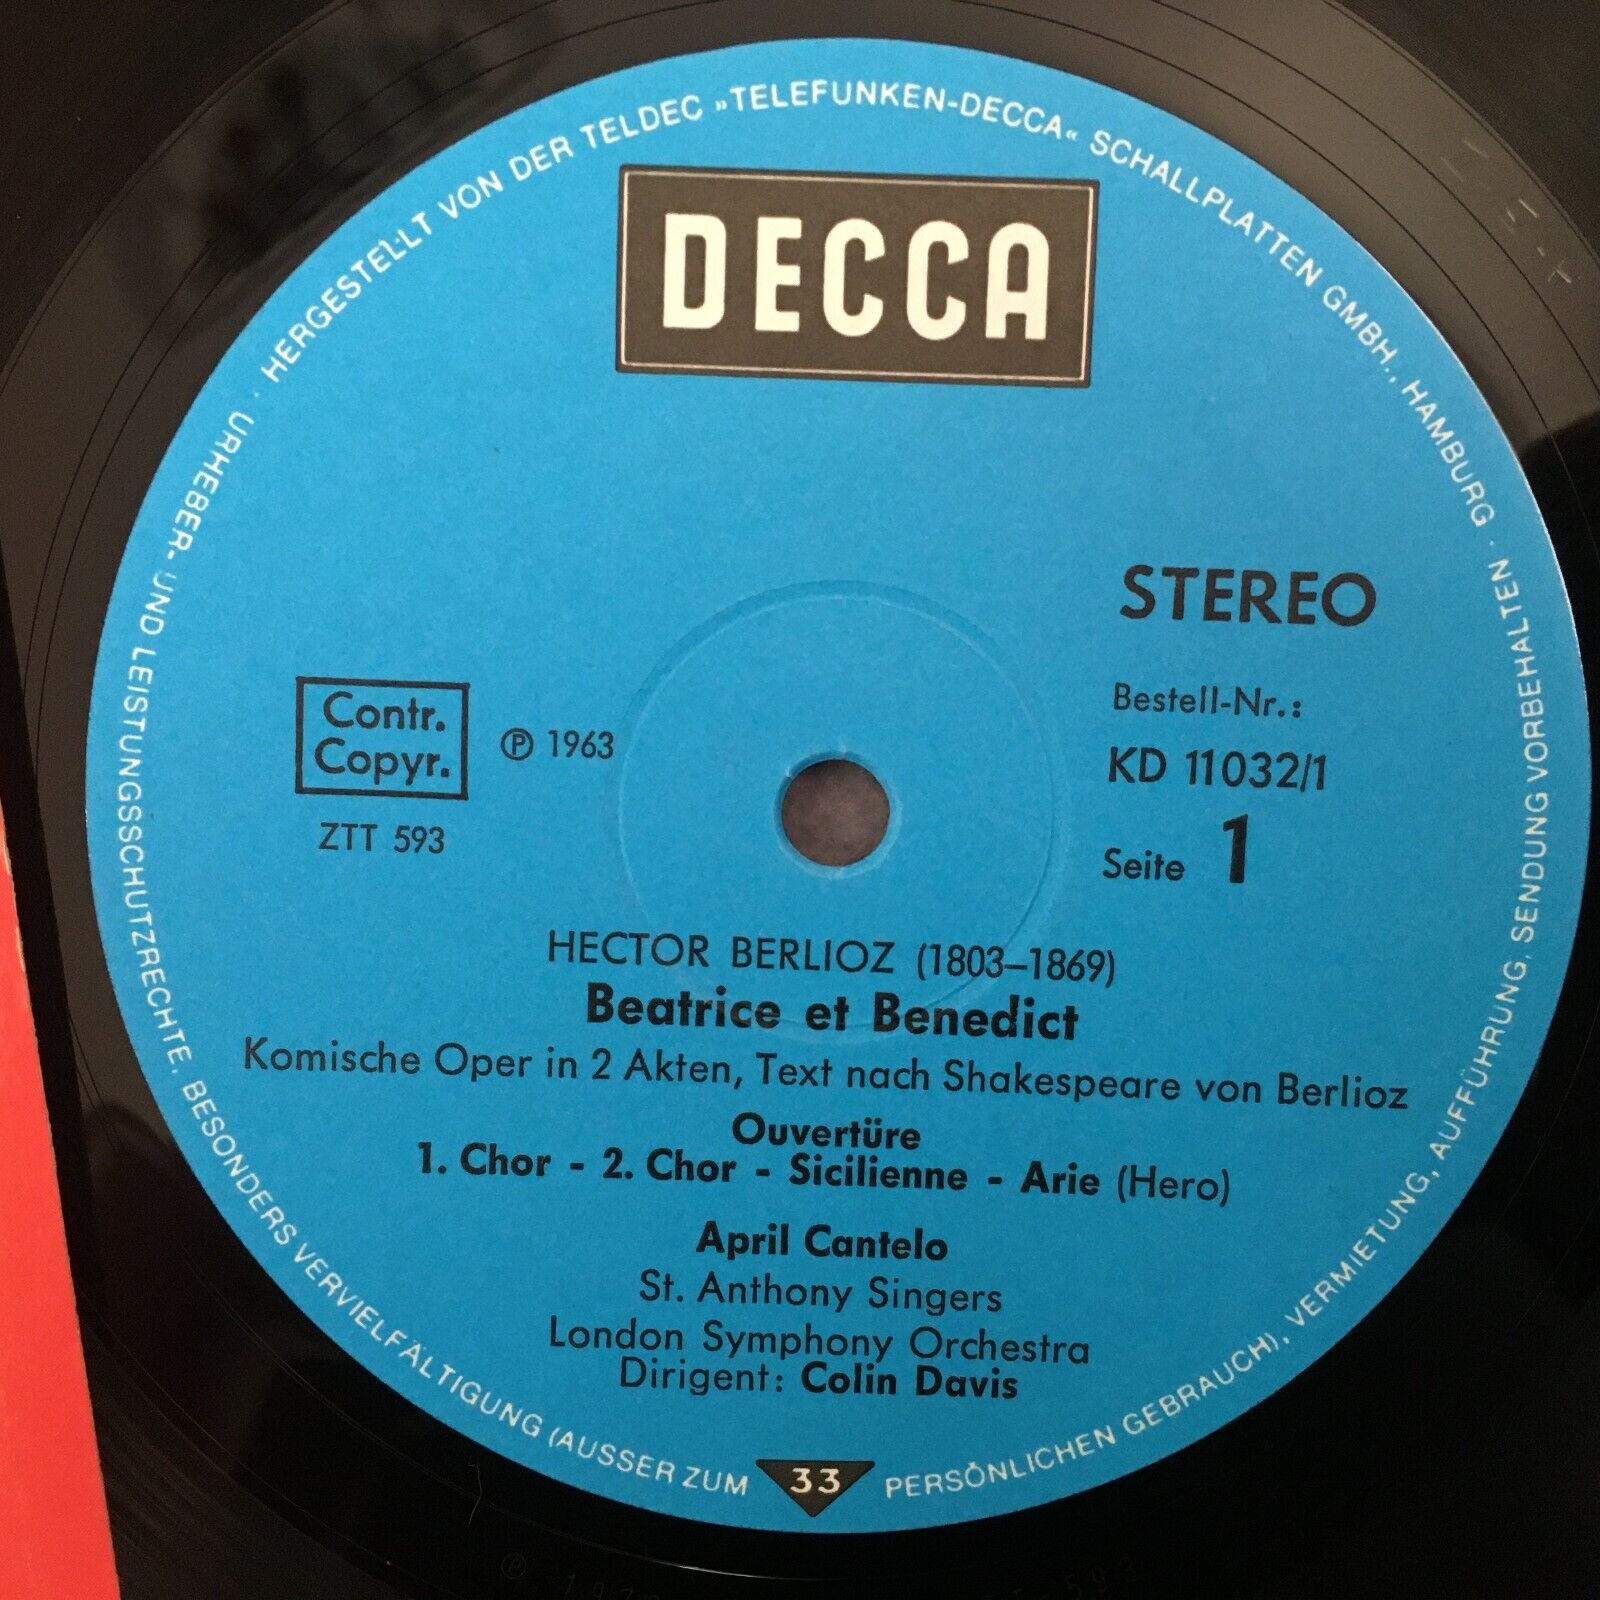 HERGESTELLT VON DER TELDEC »TELEFUNKEN-DECCA« SCHALLPLATTEN GMBH., HAMBURG · URHEBER- UND LEISTUNGSSCHUTZRECHTE, BESONDERS VERVIELFÄLTIGUNG (AUSSER ZUM PERSÖNLICHEN GEBRAUCH), VERMIETUNG, AUFFÜHRUNG, SENDUNG VORBEHALTEN ·
DECCA
STEREO
Contr.
Copyr.
℗ 1963
ZTT 593
Bestell-Nr.:
KD 11032/1
Seite 1
HECTOR BERLIOZ (1803–1869)
Beatrice et Benedict
Komische Oper in 2 Akten, Text nach Shakespeare von Berlioz
Ouvertüre
1. Chor - 2. Chor - Sicilienne - Arie (Hero)
April Cantelo
St. Anthony Singers
London Symphony Orchestra
Dirigent: Colin Davis
33